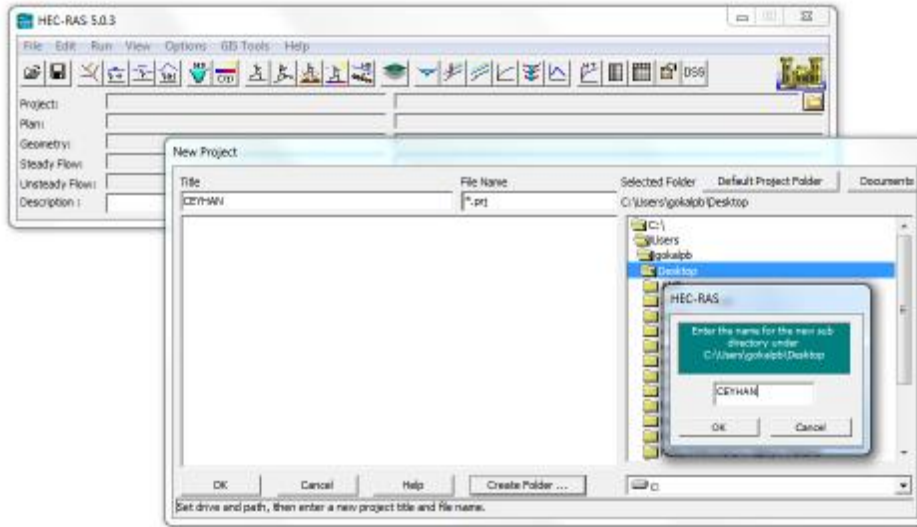 HEC-RAS 5.0.3
File Edit Run View Options GIS Tools Help
DSS
Project:
Plan:
Geometry:
Steady Flow:
Unsteady Flow:
Description :
New Project
Title File Name Selected Folder Default Project Folder Documents
CEYHAN *.prj C:\Users\gokalpb\Desktop
C:\
Users
gokalpb
Desktop
HEC-RAS
Enter the name for the new sub
directory under
C:\Users\gokalpb\Desktop
CEYHAN
OK Cancel
OK Cancel Help Create Folder ...
Set drive and path, then enter a new project title and file name.